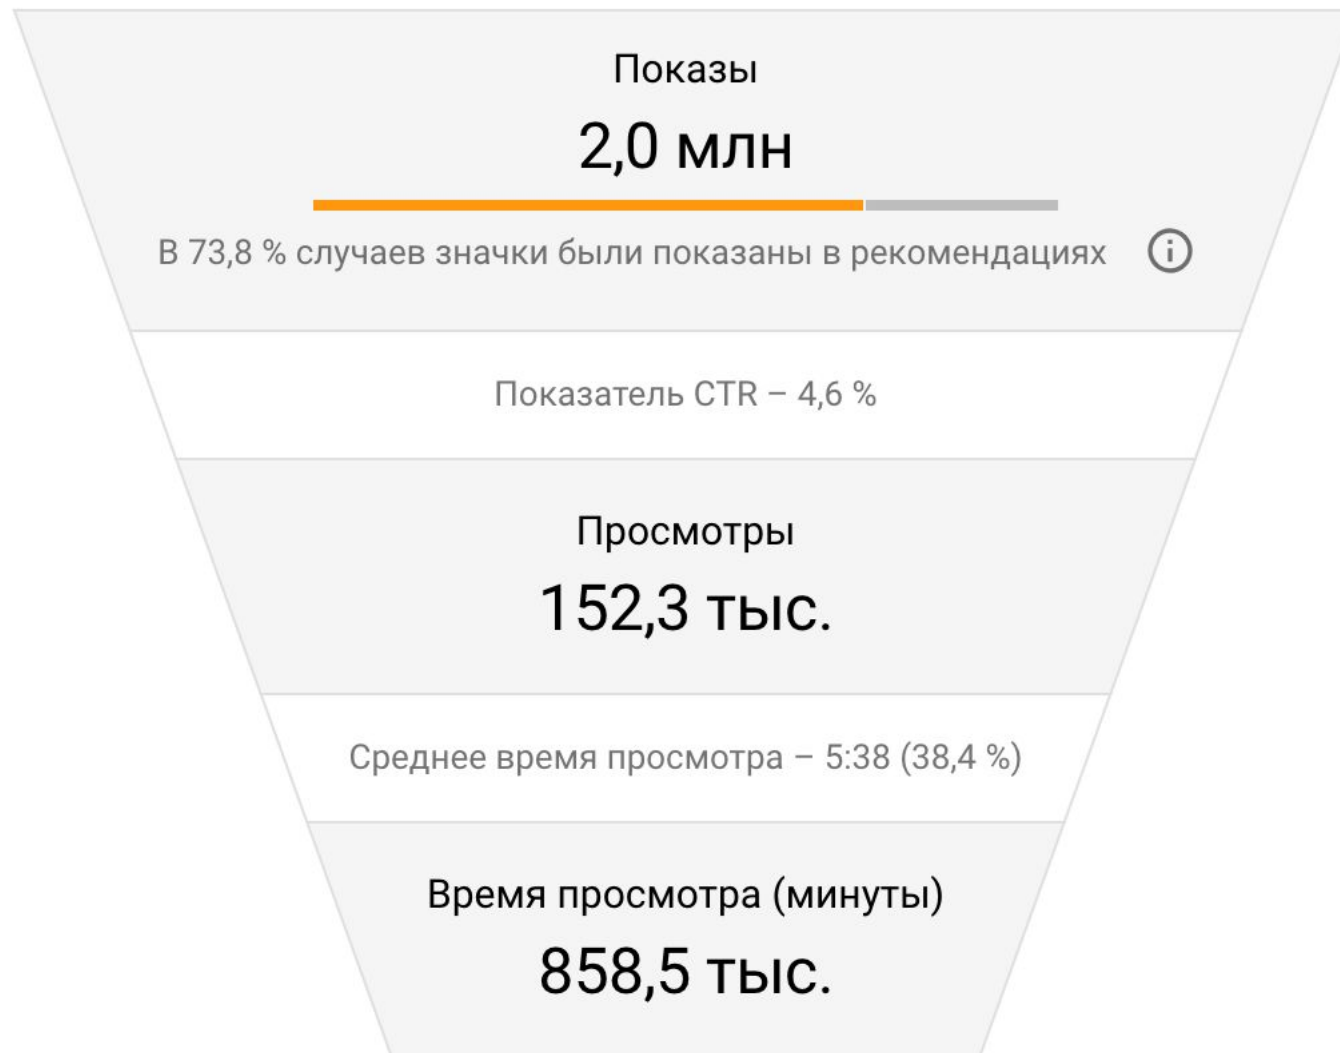 Показы
2,0 млн
В 73,8 % случаев значки были показаны в рекомендациях
Показатель CTR – 4,6 %
Просмотры
152,3 тыс.
Среднее время просмотра – 5:38 (38,4 %)
Время просмотра (минуты)
858,5 тыс.